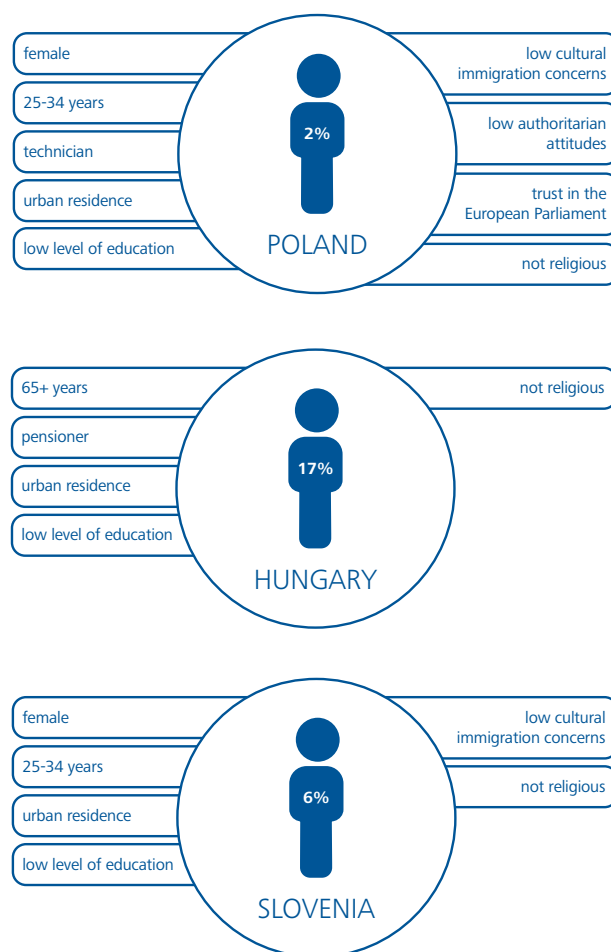 female
25-34 years
technician
urban residence
low level of education
2%
POLAND
low cultural
immigration concerns
low authoritarian
attitudes
trust in the
European Parliament
not religious
65+ years
pensioner
urban residence
low level of education
17%
HUNGARY
not religious
female
25-34 years
urban residence
low level of education
6%
SLOVENIA
low cultural
immigration concerns
not religious